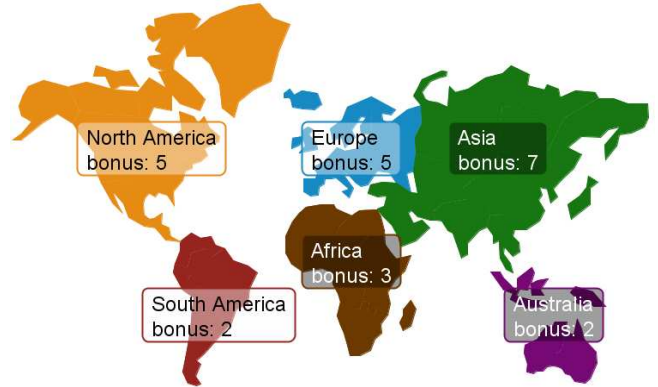 North America
bonus: 5
Europe
bonus: 5
Asia
bonus: 7
Africa
bonus: 3
South America
bonus: 2
Australia
bonus: 2